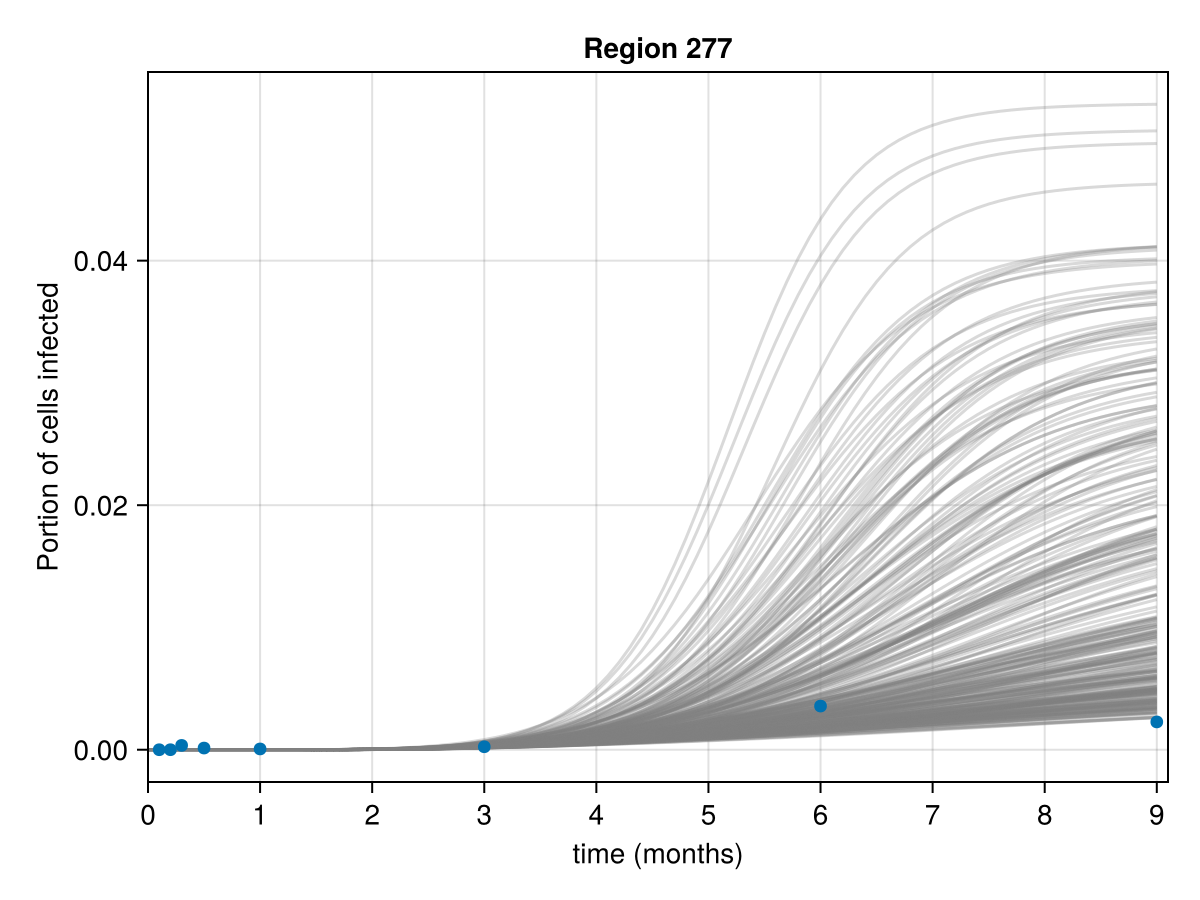 Region 277
Portion of cells infected
0.04
0.02
0.00
0 1 2 3 4 5 6 7 8 9
time (months)